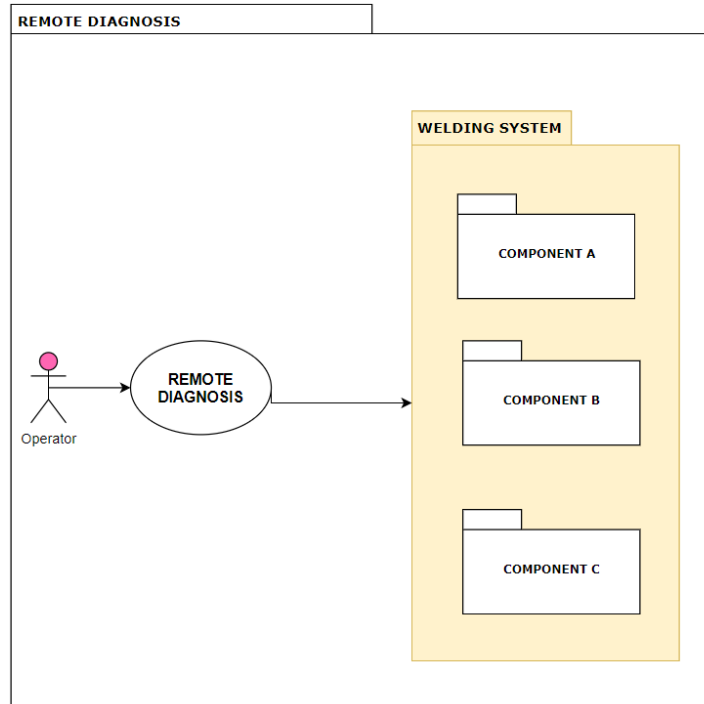 REMOTE DIAGNOSIS
WELDING SYSTEM
COMPONENT A
COMPONENT B
REMOTE
DIAGNOSIS
Operator
COMPONENT C